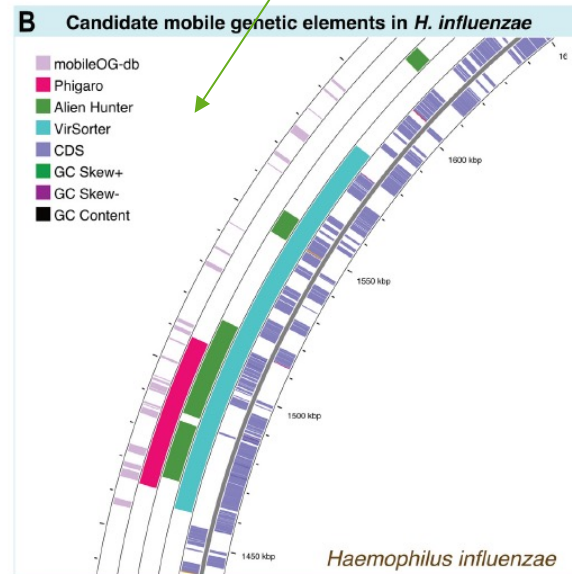 B Candidate mobile genetic elements in H. influenzae
mobileOG-db
Phigaro
Alien Hunter
VirSorter
CDS
GC Skew+
GC Skew-
GC Content
1600 kbp
1550 kbp
1500 kbp
1450 kbp
Haemophilus influenzae